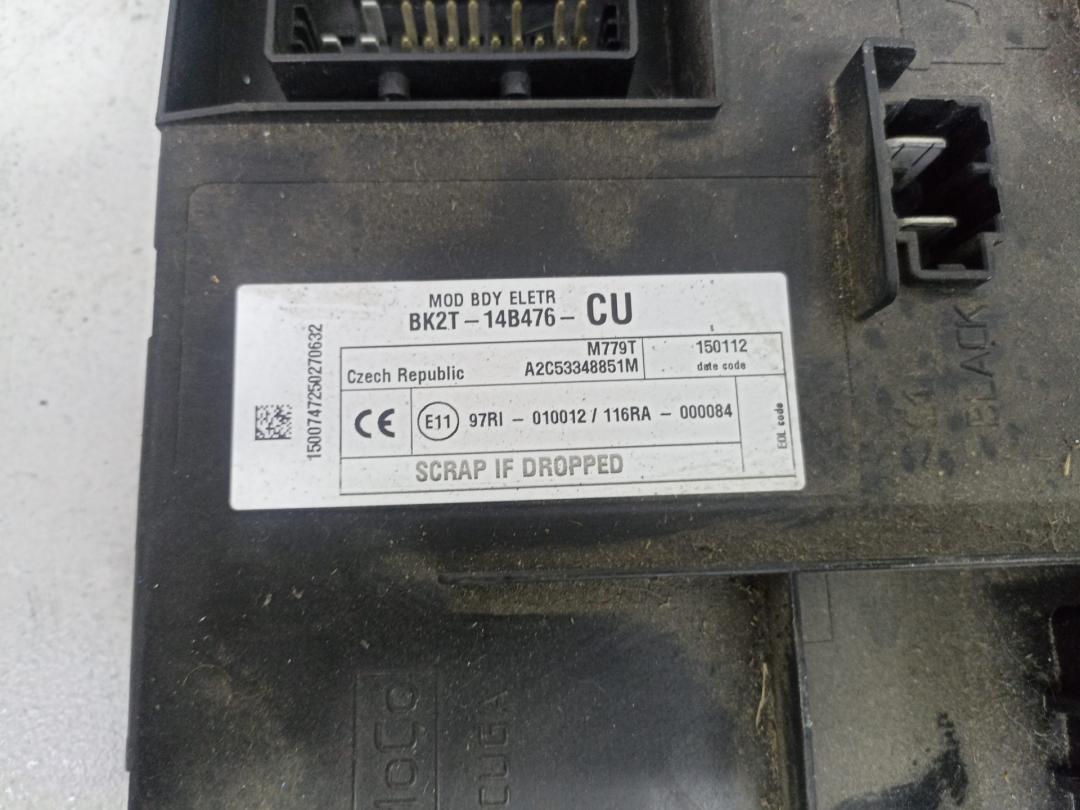 MOD BDY ELETR
BK2T-14B476- CU
1500747250270632
M779T
Czech Republic A2C53348851M
150112
date code
CE
E11 97RI - 010012 / 116RA - 000084
EOL code
SCRAP IF DROPPED
BLACK